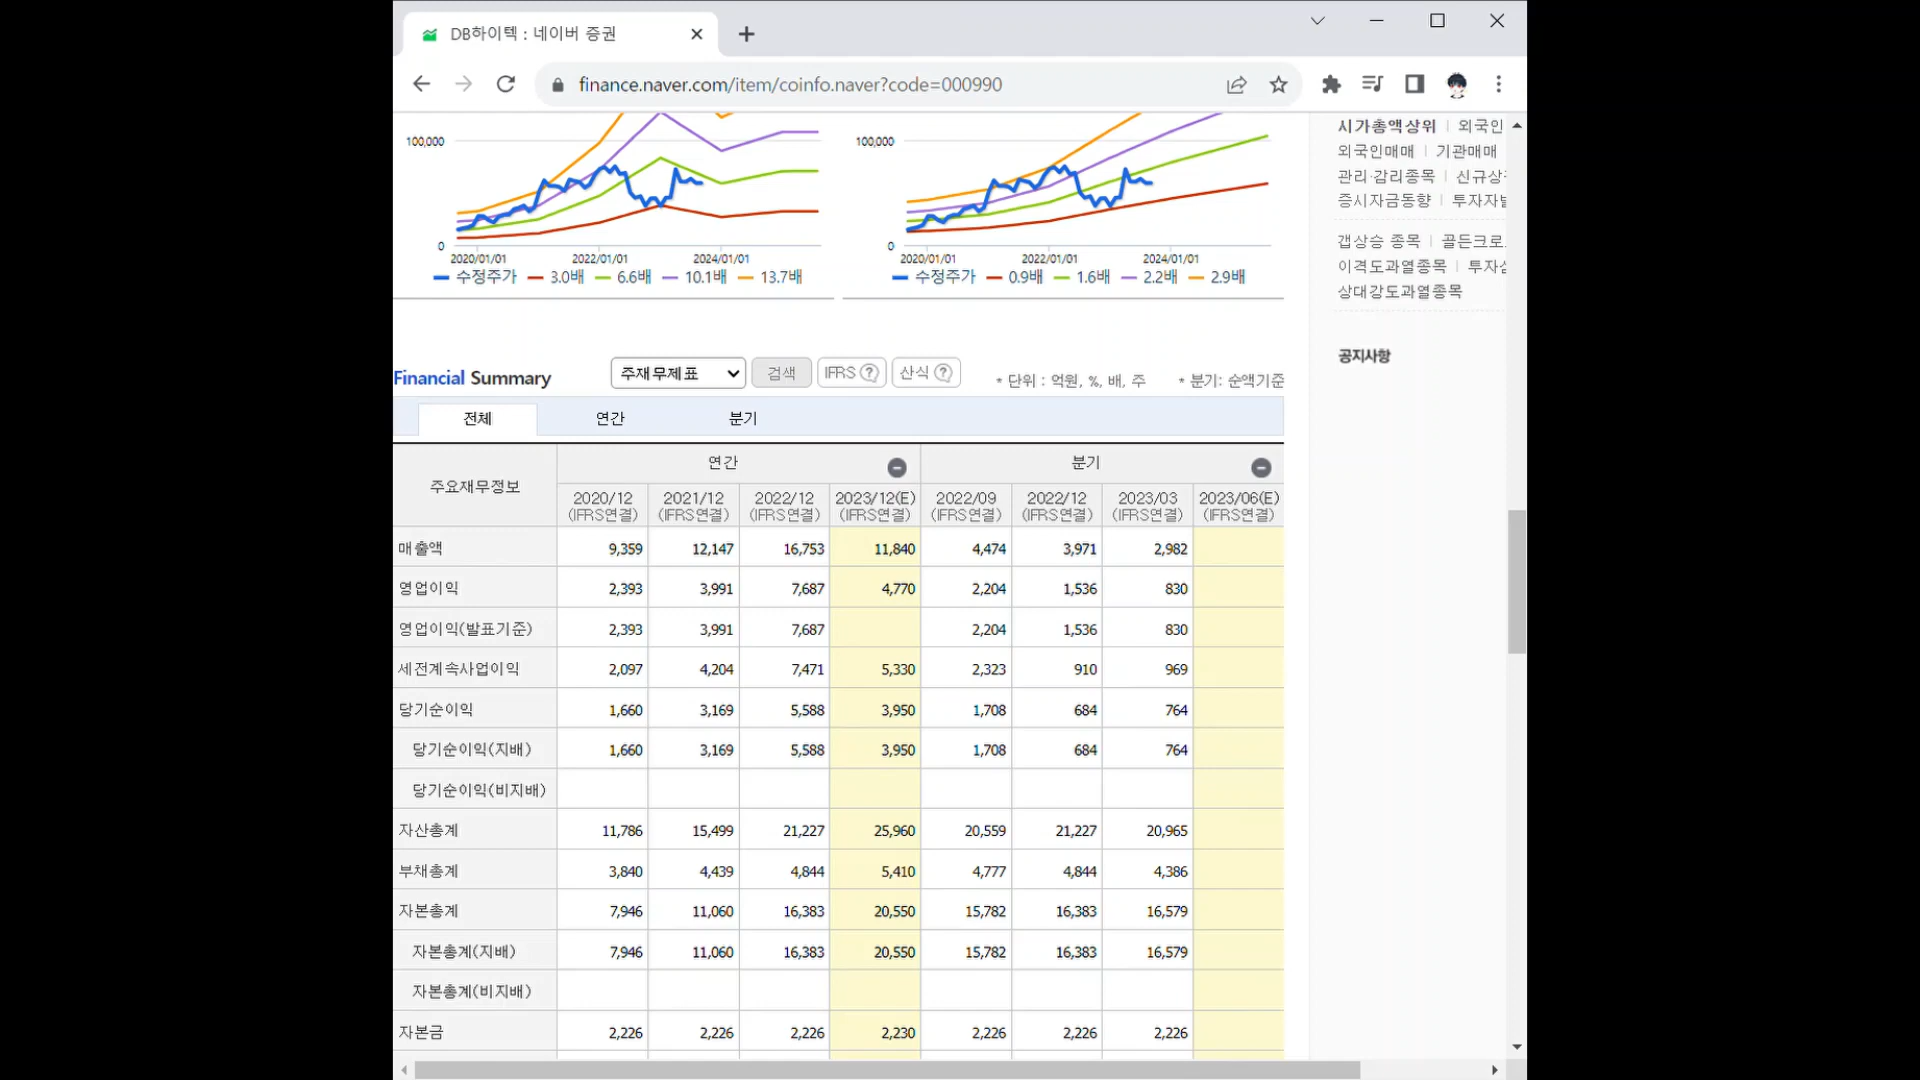 DB하이텍 : 네이버 증권
finance.naver.com/item/coinfo.naver?code=000990
100,000
0
2020/01/01 2022/01/01 2024/01/01
수정주가 3.0배 6.6배 10.1배 13.7배
100,000
0
2020/01/01 2022/01/01 2024/01/01
수정주가 0.9배 1.6배 2.2배 2.9배
시가총액상위 외국인
외국인매매 기관매매
관리·감리종목 신규상
증시자금동향 투자자
갭상승 종목 골든크로
이격도과열종목 투자심
상대강도과열종목
공지사항
Financial Summary 주재무제표 검색 IFRS ? 산식 ? * 단위 : 억원, %, 배, 주 * 분기: 순액기준
전체 연간 분기
주요재무정보 연간 분기
2020/12 2021/12 2022/12 2023/12(E) 2022/09 2022/12 2023/03 2023/06(E)
(IFRS연결) (IFRS연결) (IFRS연결) (IFRS연결) (IFRS연결) (IFRS연결) (IFRS연결) (IFRS연결)
매출액 9,359 12,147 16,753 11,840 4,474 3,971 2,982
영업이익 2,393 3,991 7,687 4,770 2,204 1,536 830
영업이익(발표기준) 2,393 3,991 7,687 2,204 1,536 830
세전계속사업이익 2,097 4,204 7,471 5,330 2,323 910 969
당기순이익 1,660 3,169 5,588 3,950 1,708 684 764
당기순이익(지배) 1,660 3,169 5,588 3,950 1,708 684 764
당기순이익(비지배)
자산총계 11,786 15,499 21,227 25,960 20,559 21,227 20,965
부채총계 3,840 4,439 4,844 5,410 4,777 4,844 4,386
자본총계 7,946 11,060 16,383 20,550 15,782 16,383 16,579
자본총계(지배) 7,946 11,060 16,383 20,550 15,782 16,383 16,579
자본총계(비지배)
자본금 2,226 2,226 2,226 2,230 2,226 2,226 2,226